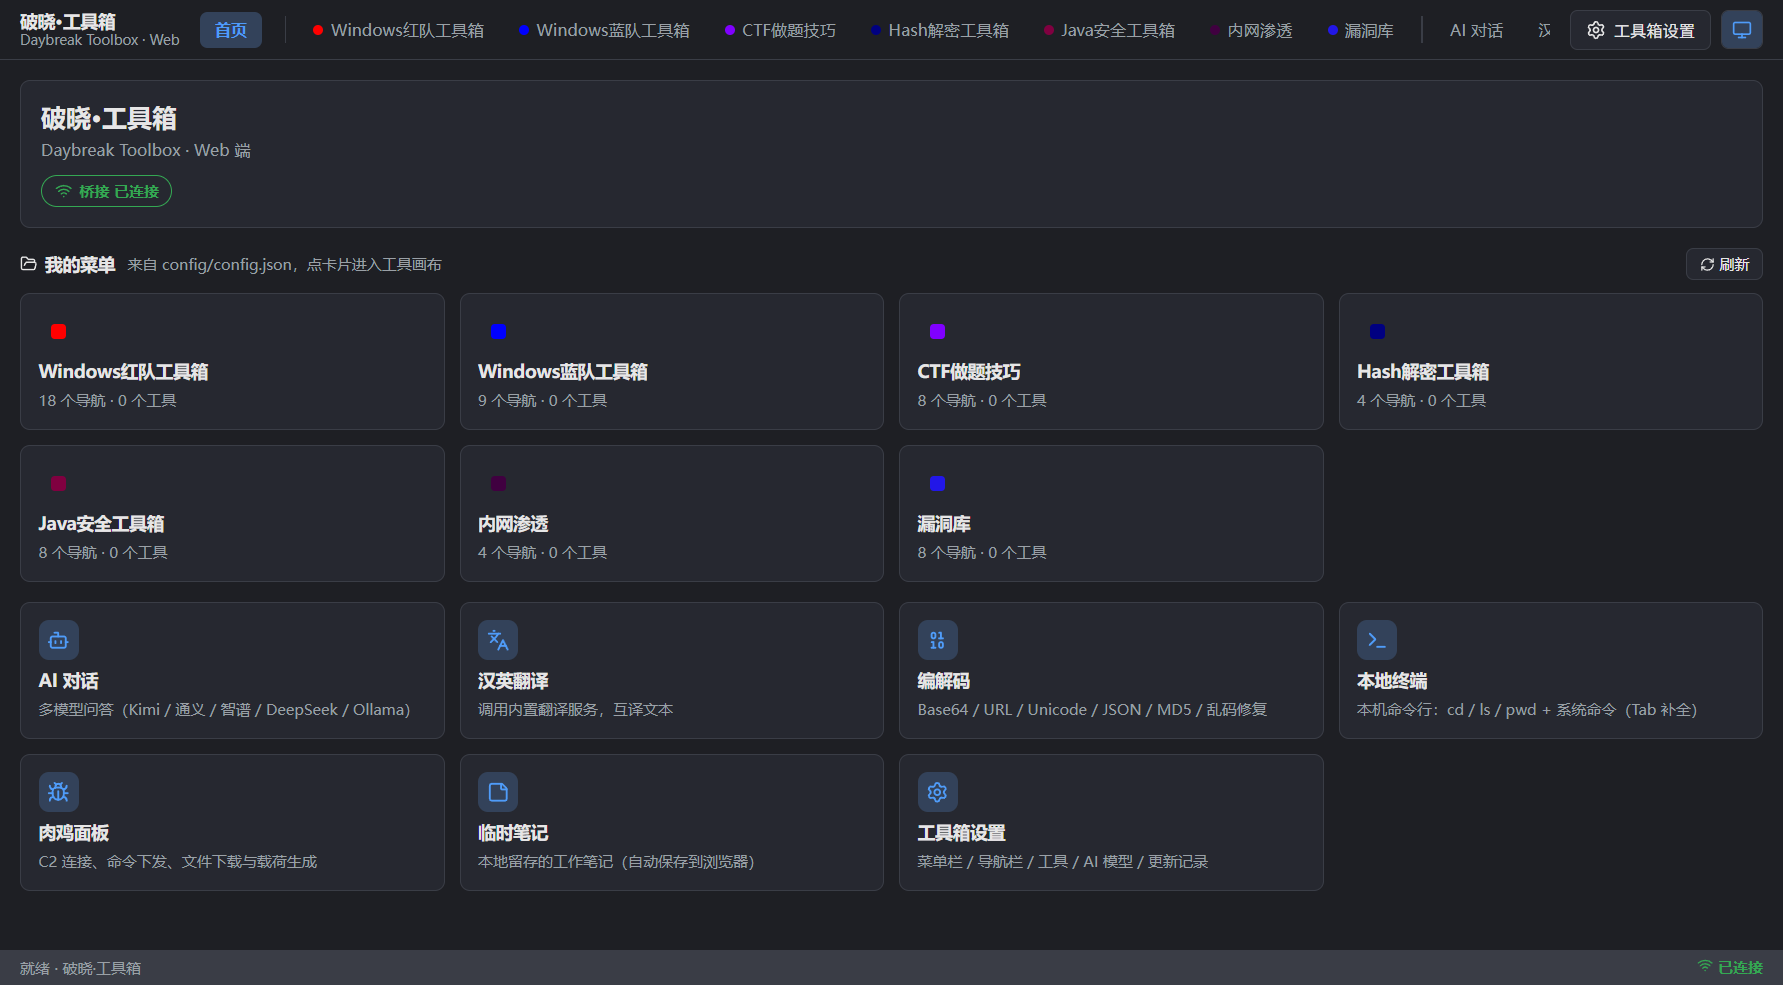 破晓•工具箱
Daybreak Toolbox · Web
首页
Windows红队工具箱
Windows蓝队工具箱
CTF做题技巧
Hash解密工具箱
Java安全工具箱
内网渗透
漏洞库
AI 对话
工具箱设置
破晓•工具箱
Daybreak Toolbox · Web 端
桥接 已连接
我的菜单 来自 config/config.json，点卡片进入工具画布
刷新
Windows红队工具箱
18 个导航 · 0 个工具
Windows蓝队工具箱
9 个导航 · 0 个工具
CTF做题技巧
8 个导航 · 0 个工具
Hash解密工具箱
4 个导航 · 0 个工具
Java安全工具箱
8 个导航 · 0 个工具
内网渗透
4 个导航 · 0 个工具
漏洞库
8 个导航 · 0 个工具
AI 对话
多模型问答（Kimi / 通义 / 智谱 / DeepSeek / Ollama）
汉英翻译
调用内置翻译服务，互译文本
编解码
Base64 / URL / Unicode / JSON / MD5 / 乱码修复
本地终端
本机命令行：cd / ls / pwd + 系统命令（Tab 补全）
肉鸡面板
C2 连接、命令下发、文件下载与载荷生成
临时笔记
本地留存的工作笔记（自动保存到浏览器）
工具箱设置
菜单栏 / 导航栏 / 工具 / AI 模型 / 更新记录
就绪 · 破晓·工具箱
已连接